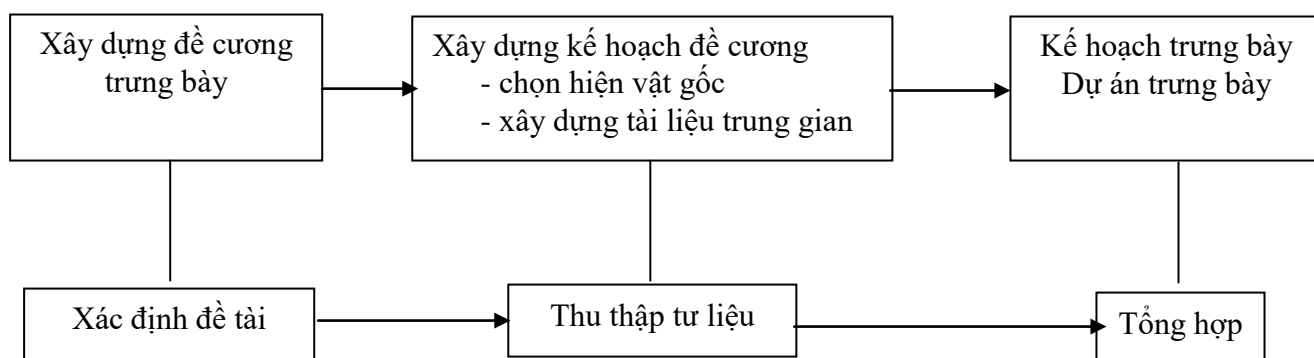 Xây dựng đề cương
trưng bày
Xây dựng kế hoạch đề cương
- chọn hiện vật gốc
- xây dựng tài liệu trung gian
Kế hoạch trưng bày
Dự án trưng bày
Xác định đề tài
Thu thập tư liệu
Tổng hợp